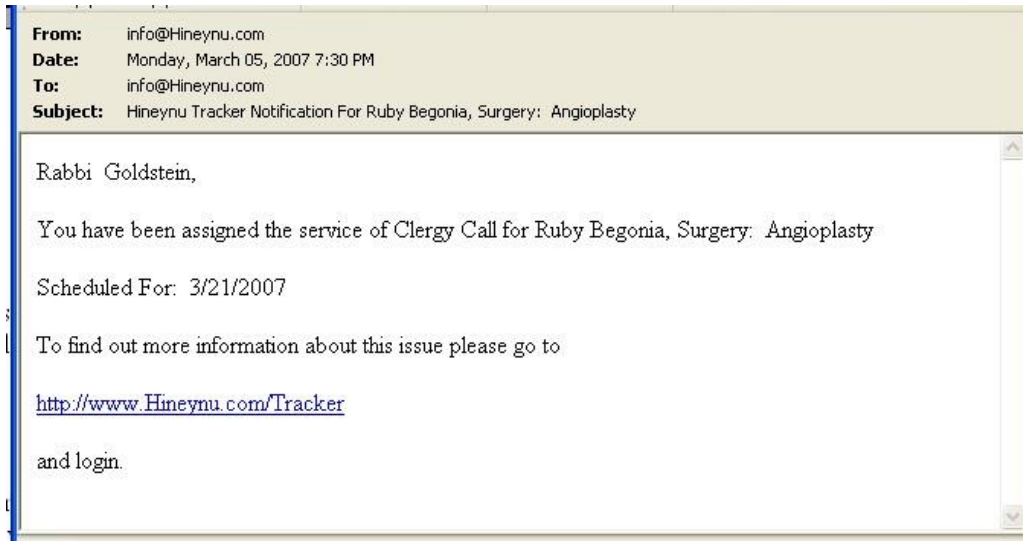 From: info@Hineynu.com
Date: Monday, March 05, 2007 7:30 PM
To: info@Hineynu.com
Subject: Hineynu Tracker Notification For Ruby Begonia, Surgery: Angioplasty
Rabbi Goldstein,
You have been assigned the service of Clergy Call for Ruby Begonia, Surgery: Angioplasty
Scheduled For: 3/21/2007
To find out more information about this issue please go to
http://www.Hineynu.com/Tracker
and login.